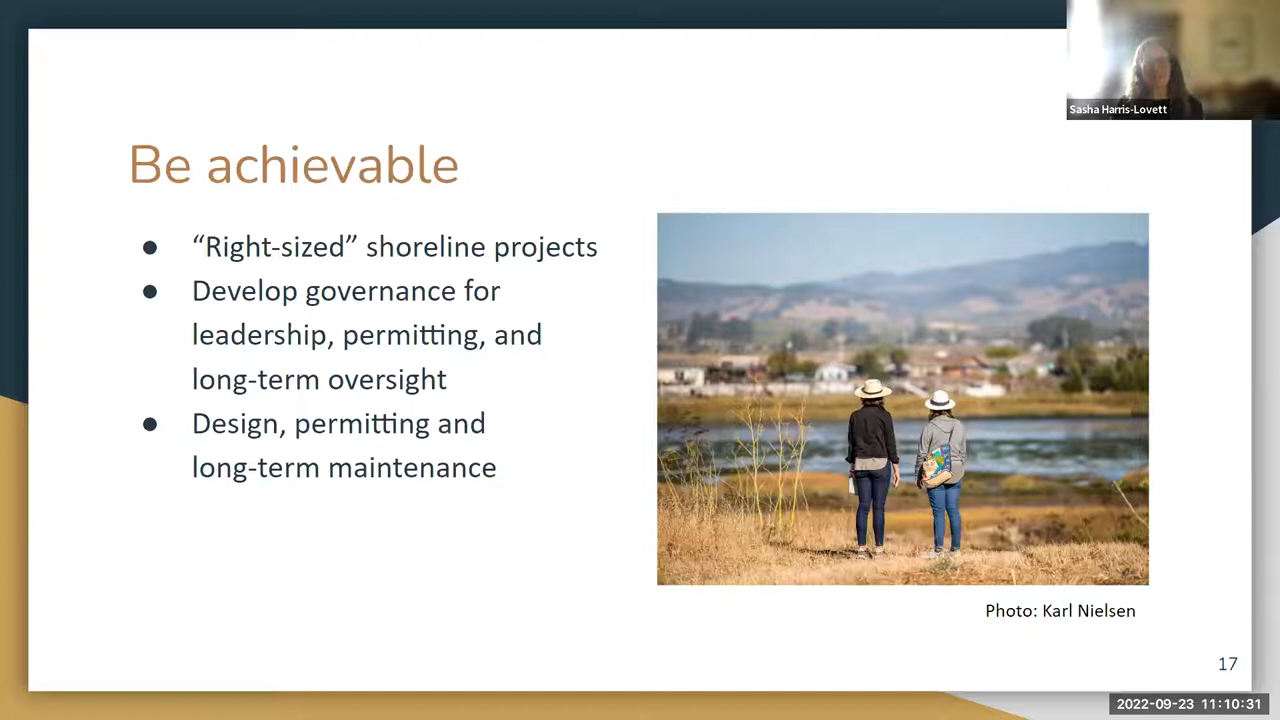 Sasha Harris-Lovett
Be achievable
● “Right-sized” shoreline projects
● Develop governance for
leadership, permitting, and
long-term oversight
● Design, permitting and
long-term maintenance
Photo: Karl Nielsen
17
2022-09-23 11:10:31